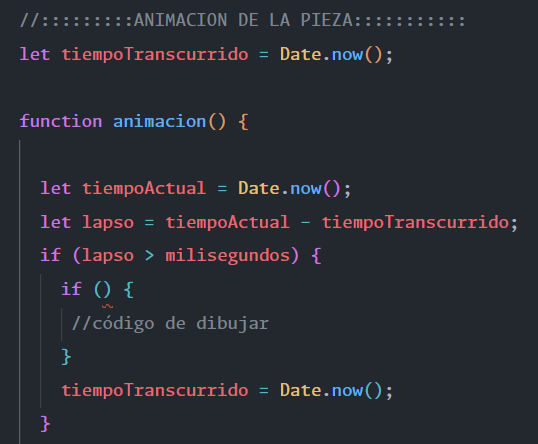 //:::::::::ANIMACION DE LA PIEZA:::::::::::
let tiempoTranscurrido = Date.now();
function animacion() {
let tiempoActual = Date.now();
let lapso = tiempoActual - tiempoTranscurrido;
if (lapso > milisegundos) {
if () {
//código de dibujar
}
tiempoTranscurrido = Date.now();
}